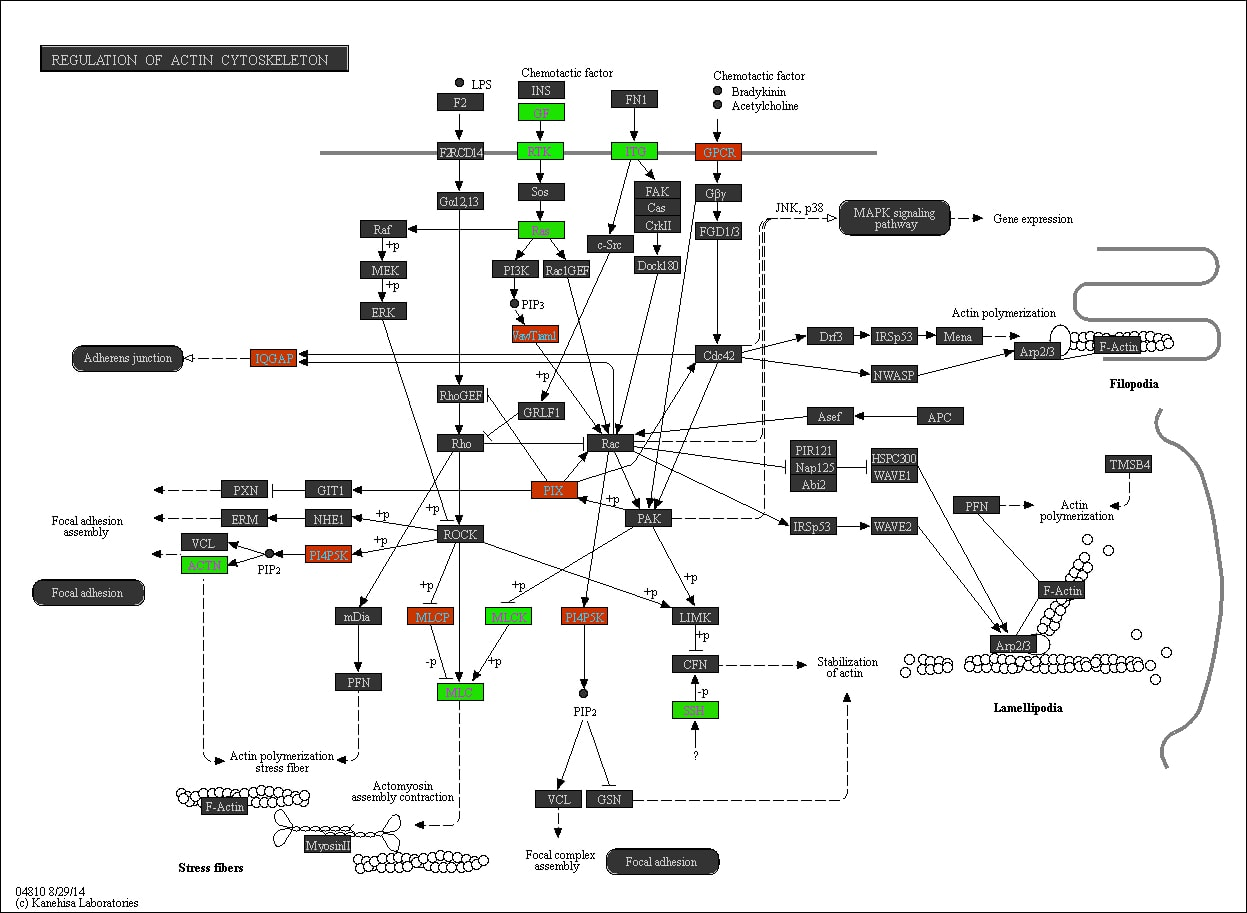 REGULATION OF ACTIN CYTOSKELETON
Chemotactic factor
Chemotactic factor
LPS
INS
Bradykinin
F2
FN1
Acetylcholine
GF
F2RCD14
RTK
ITG
GPCR
Gα12,13
Sos
FAK
Gβγ
Cas
JNK, p38
MAPK signaling
pathway
Gene expression
Raf
Ras
CrkII
FGD1/3
+p
c-Src
MEK
PI3K
Rac1GEF
Dock180
+p
ERK
PIP3
Actin polymerization
Vav/Tiam1
Drf3
IRSp53
Mena
Adherens junction
IQGAP
Cdc42
Arp2/3
F-Actin
+p
NWASP
Filopodia
RhoGEF
GRLF1
Asef
APC
Rho
Rac
PIR121
Nap125
Abi2
HSPC300
WAVE1
TMSB4
PXN
GIT1
PIX
+p
PFN
Actin
polymerization
Focal adhesion
assembly
ERM
NHE1
+p
+p
PAK
IRSp53
WAVE2
ROCK
VCL
+p
ACTN
PIP2
PI4P5K
Focal adhesion
+p
+p
+p
+p
F-Actin
mDia
MLCP
MLCK
PI4P5K
LIMK
+p
Arp2/3
-p
+p
CFN
Stabilization
of actin
PFN
MLC
-p
SSH
PIP2
Lamellipodia
?
Actin polymerization
stress fiber
Actomyosin
assembly contraction
F-Actin
VCL
GSN
MyosinII
Stress fibers
Focal complex
assembly
Focal adhesion
04810 8/29/14
(c) Kanehisa Laboratories